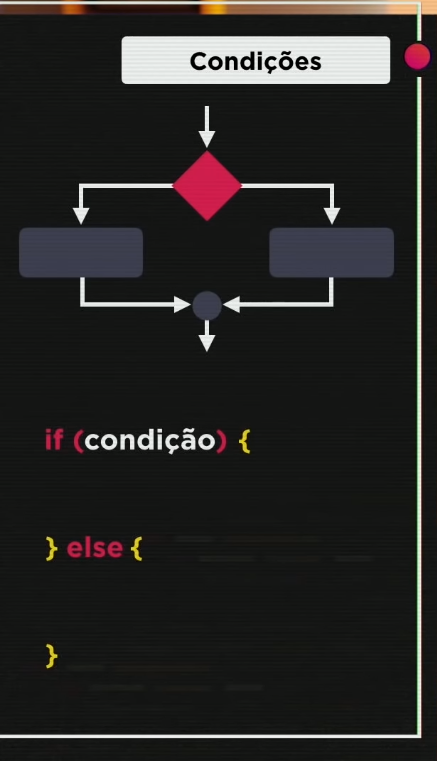 Condições
if (condição) {
} else {
}